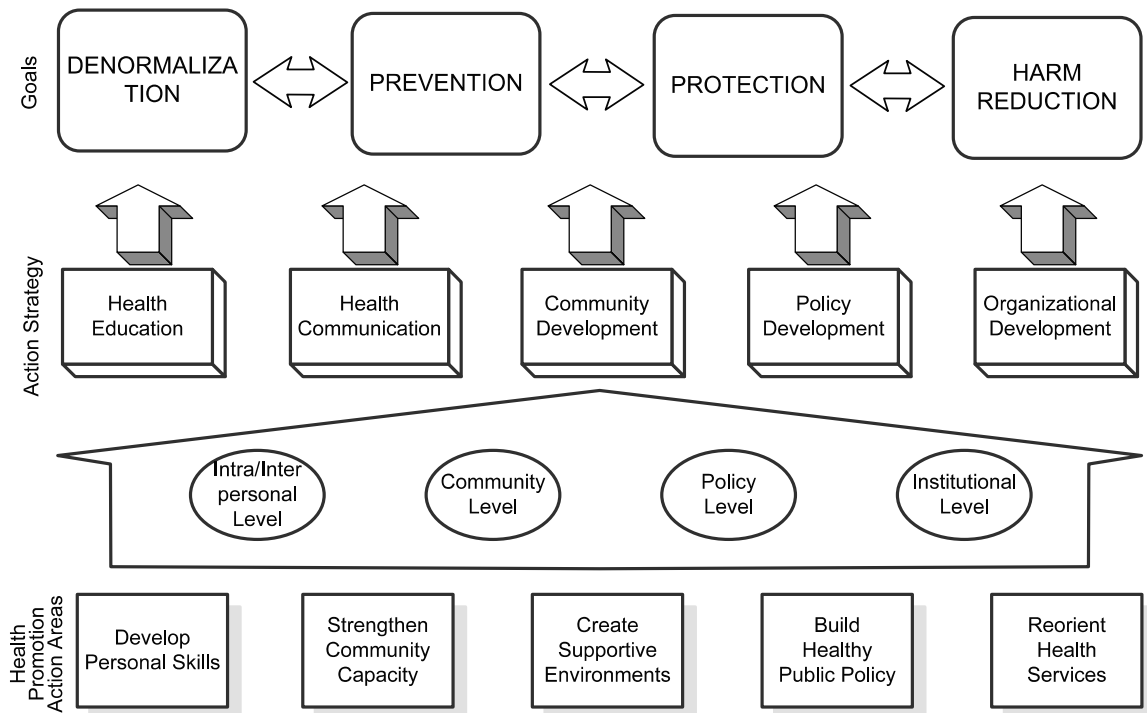 Goals
DENORMALIZA
TION
PREVENTION
PROTECTION
HARM
REDUCTION
Action Strategy
Health
Education
Health
Communication
Community
Development
Policy
Development
Organizational
Development
Intra/Inter
personal
Level
Community
Level
Policy
Level
Institutional
Level
Health
Promotion
Action Areas
Develop
Personal Skills
Strengthen
Community
Capacity
Create
Supportive
Environments
Build
Healthy
Public Policy
Reorient
Health
Services